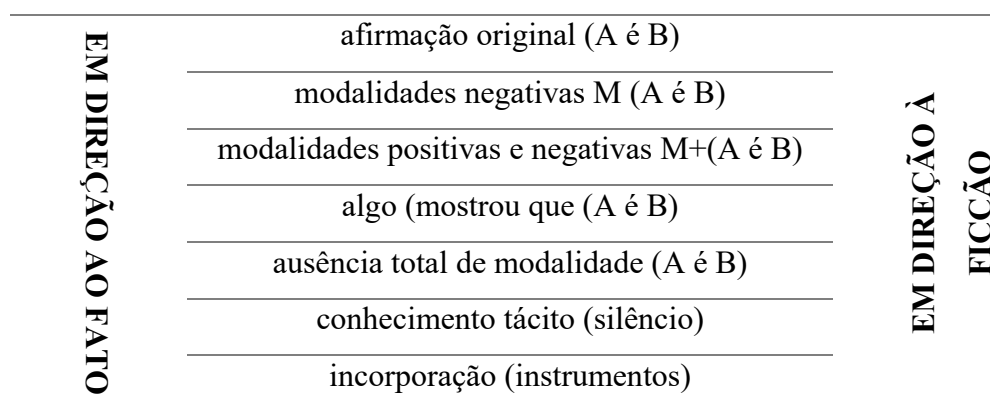 EM DIREÇÃO AO FATO
afirmação original (A é B)
modalidades negativas M (A é B)
modalidades positivas e negativas M+(A é B)
algo (mostrou que (A é B)
ausência total de modalidade (A é B)
conhecimento tácito (silêncio)
incorporação (instrumentos)
EM DIREÇÃO À
FICÇÃO